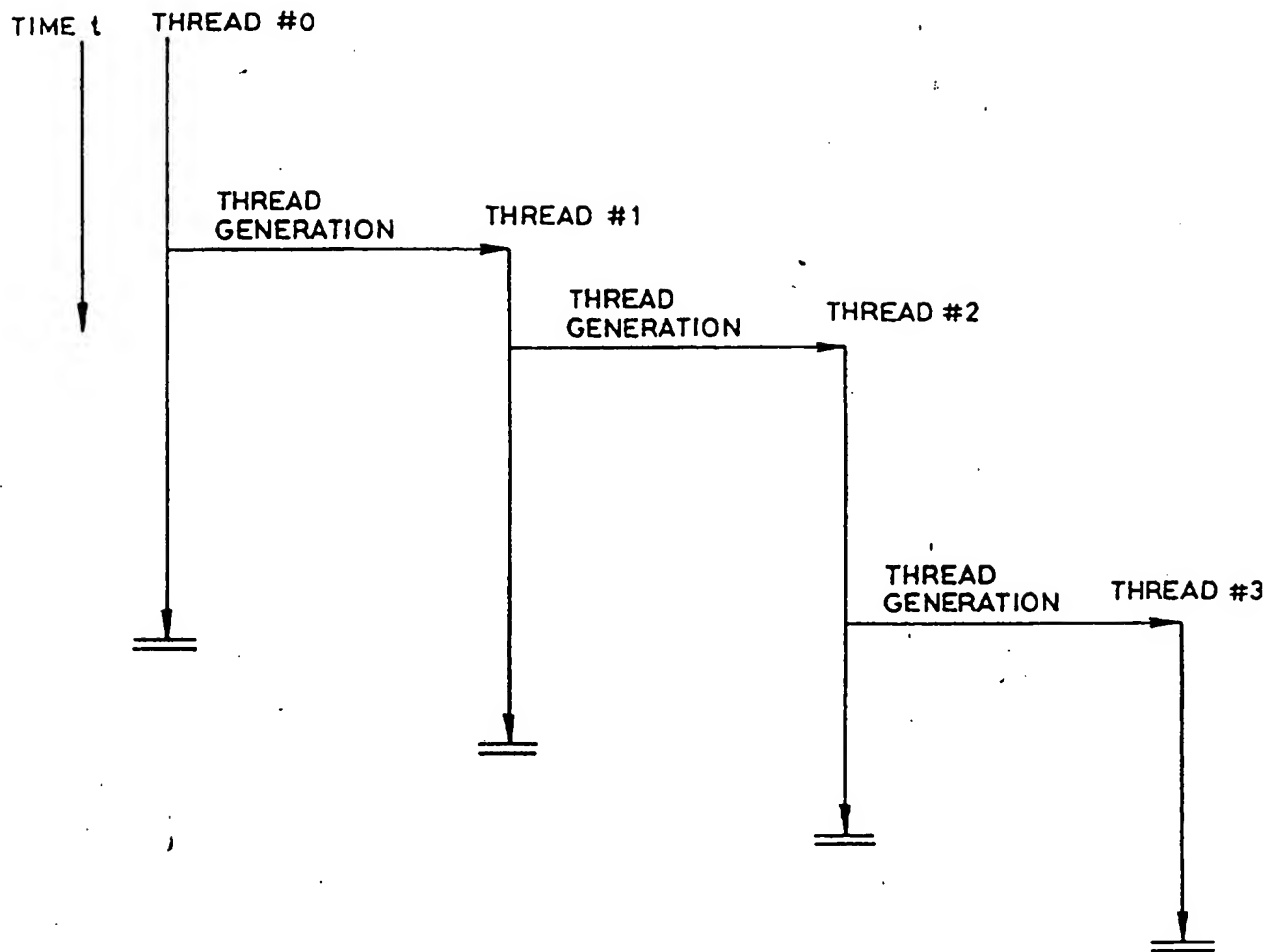 TIME t
THREAD #0
THREAD
GENERATION
THREAD #1
THREAD
GENERATION
THREAD #2
THREAD
GENERATION
THREAD #3